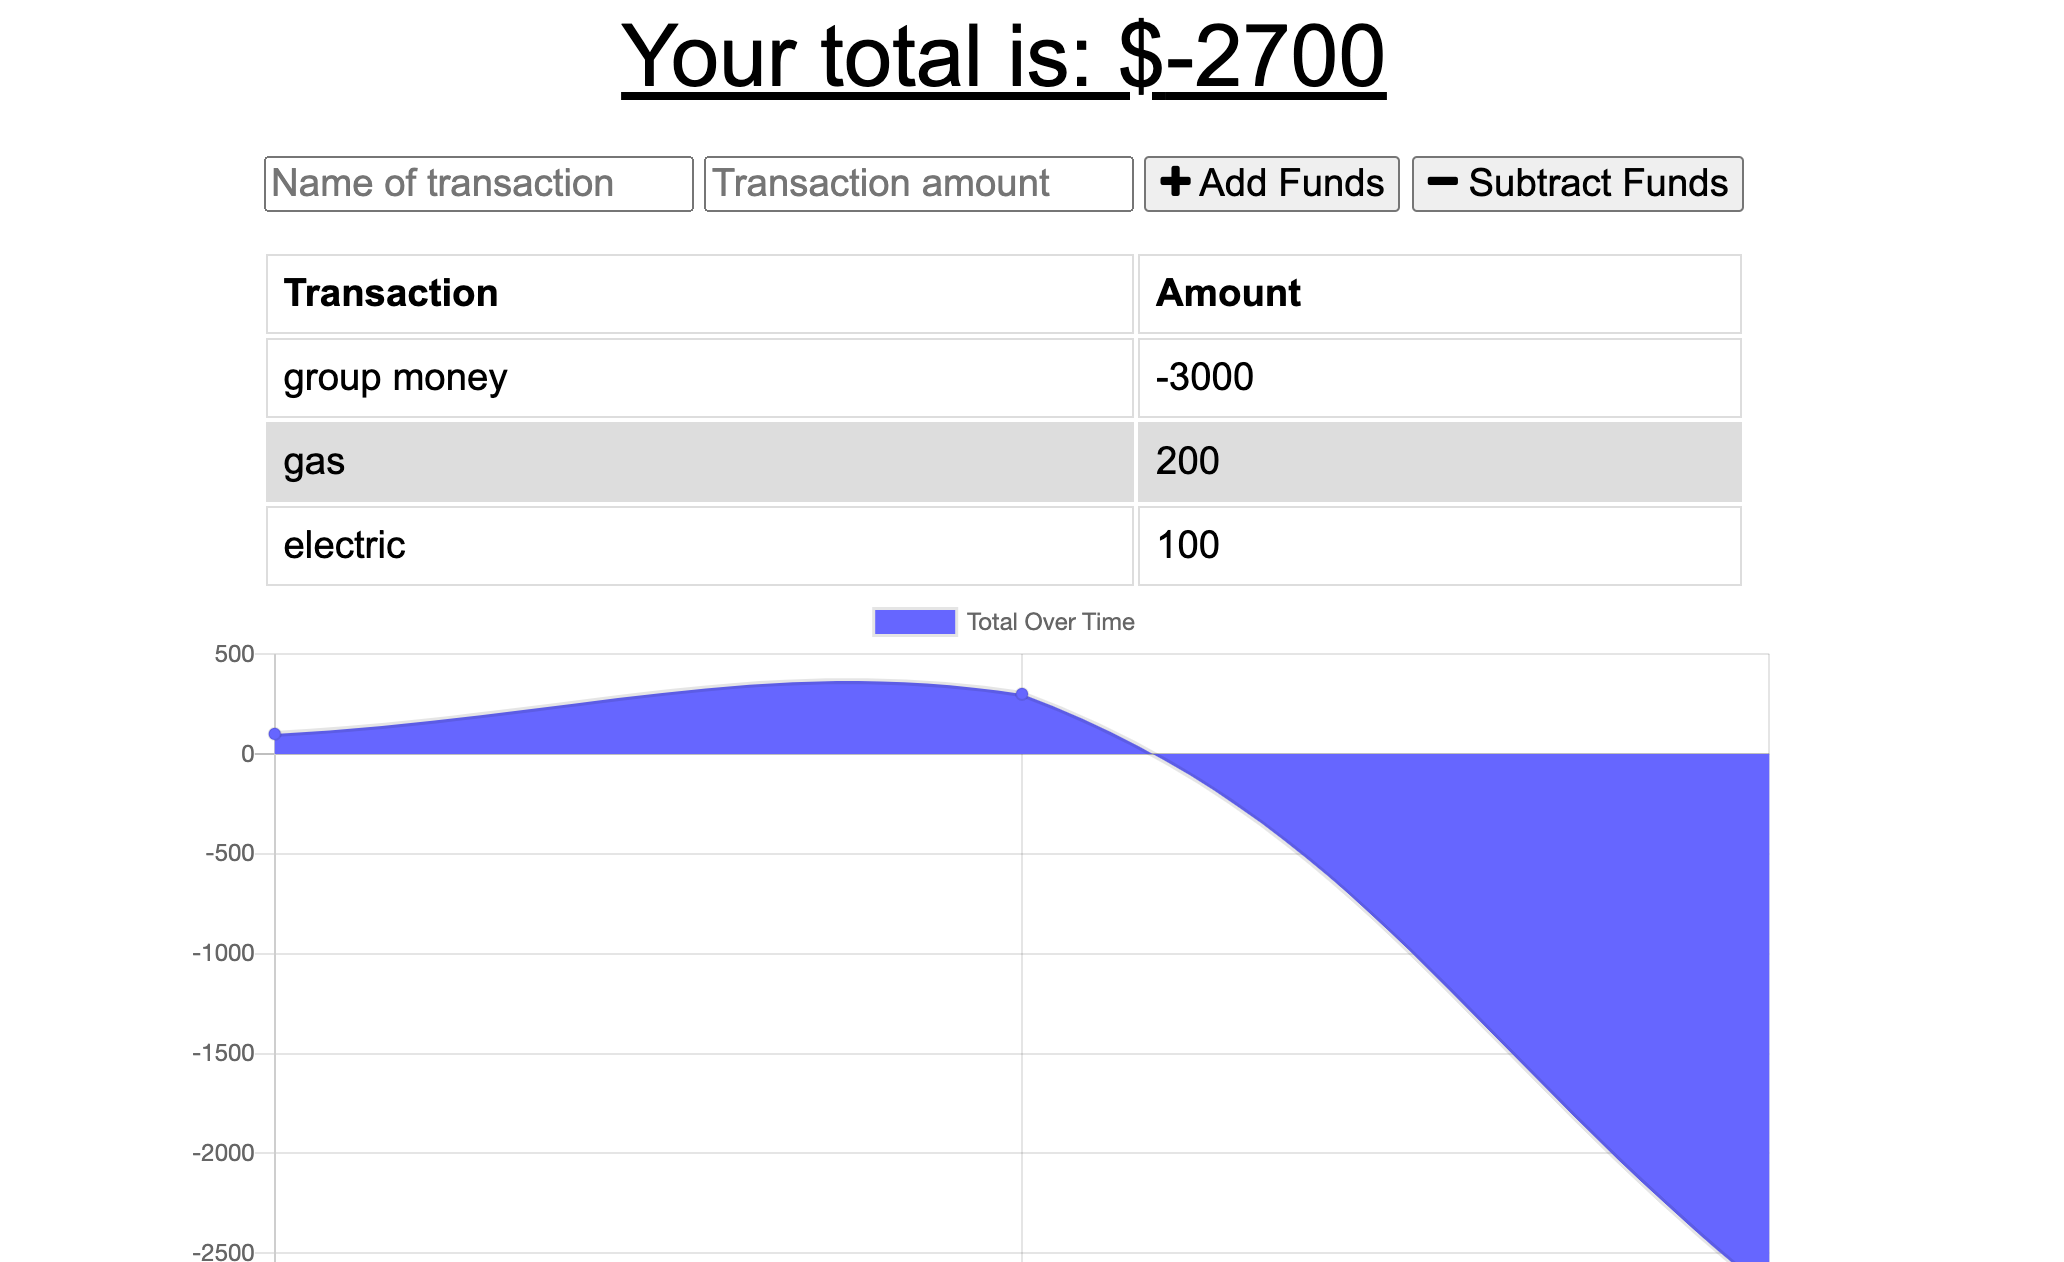 Your total is: $-2700
Name of transaction Transaction amount Add Funds Subtract Funds
Transaction Amount
group money -3000
gas 200
electric 100
Total Over Time
500
0
-500
-1000
-1500
-2000
-2500